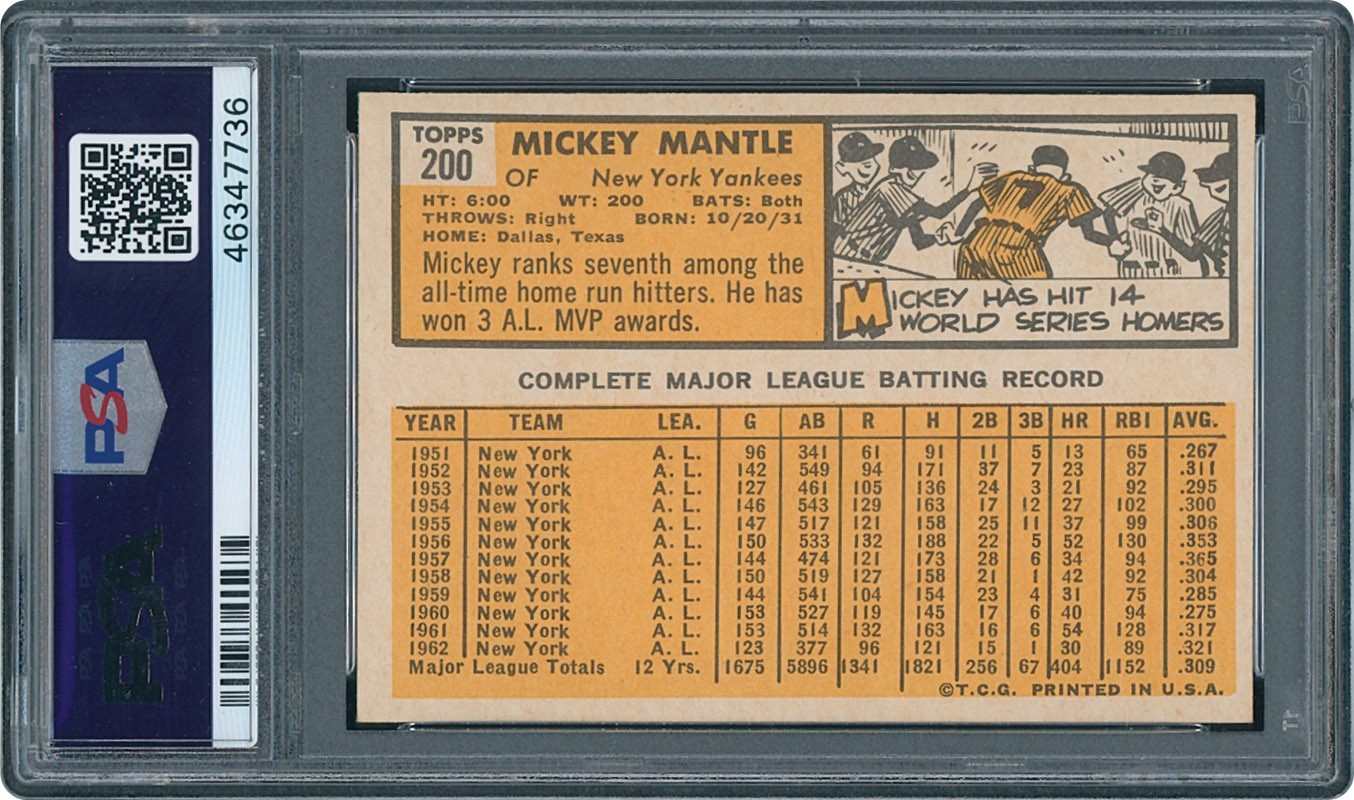 46347736
PSA
PSA
TOPPS
200
MICKEY MANTLE
OF New York Yankees
HT: 6:00 WT: 200 BATS: Both
THROWS: Right BORN: 10/20/31
HOME: Dallas, Texas
Mickey ranks seventh among the
all-time home run hitters. He has
won 3 A.L. MVP awards.
7
MICKEY HAS HIT 14
WORLD SERIES HOMERS
COMPLETE MAJOR LEAGUE BATTING RECORD
YEAR TEAM LEA. G AB R H 2B 3B HR RBI AVG.
1951 New York A. L. 96 341 61 91 11 5 13 65 .267
1952 New York A. L. 142 549 94 171 37 7 23 87 .311
1953 New York A. L. 127 461 105 136 24 3 21 92 .295
1954 New York A. L. 146 543 129 163 17 12 27 102 .300
1955 New York A. L. 147 517 121 158 25 11 37 99 .306
1956 New York A. L. 150 533 132 188 22 5 52 130 .353
1957 New York A. L. 144 474 121 173 28 6 34 94 .365
1958 New York A. L. 150 519 127 158 21 1 42 92 .304
1959 New York A. L. 144 541 104 154 23 4 31 75 .285
1960 New York A. L. 153 527 119 145 17 6 40 94 .275
1961 New York A. L. 153 514 132 163 16 6 54 128 .317
1962 New York A. L. 123 377 96 121 15 1 30 89 .321
Major League Totals 12 Yrs. 1675 5896 1341 1821 256 67 404 1152 .309
©T.C.G. PRINTED IN U.S.A.
PSA